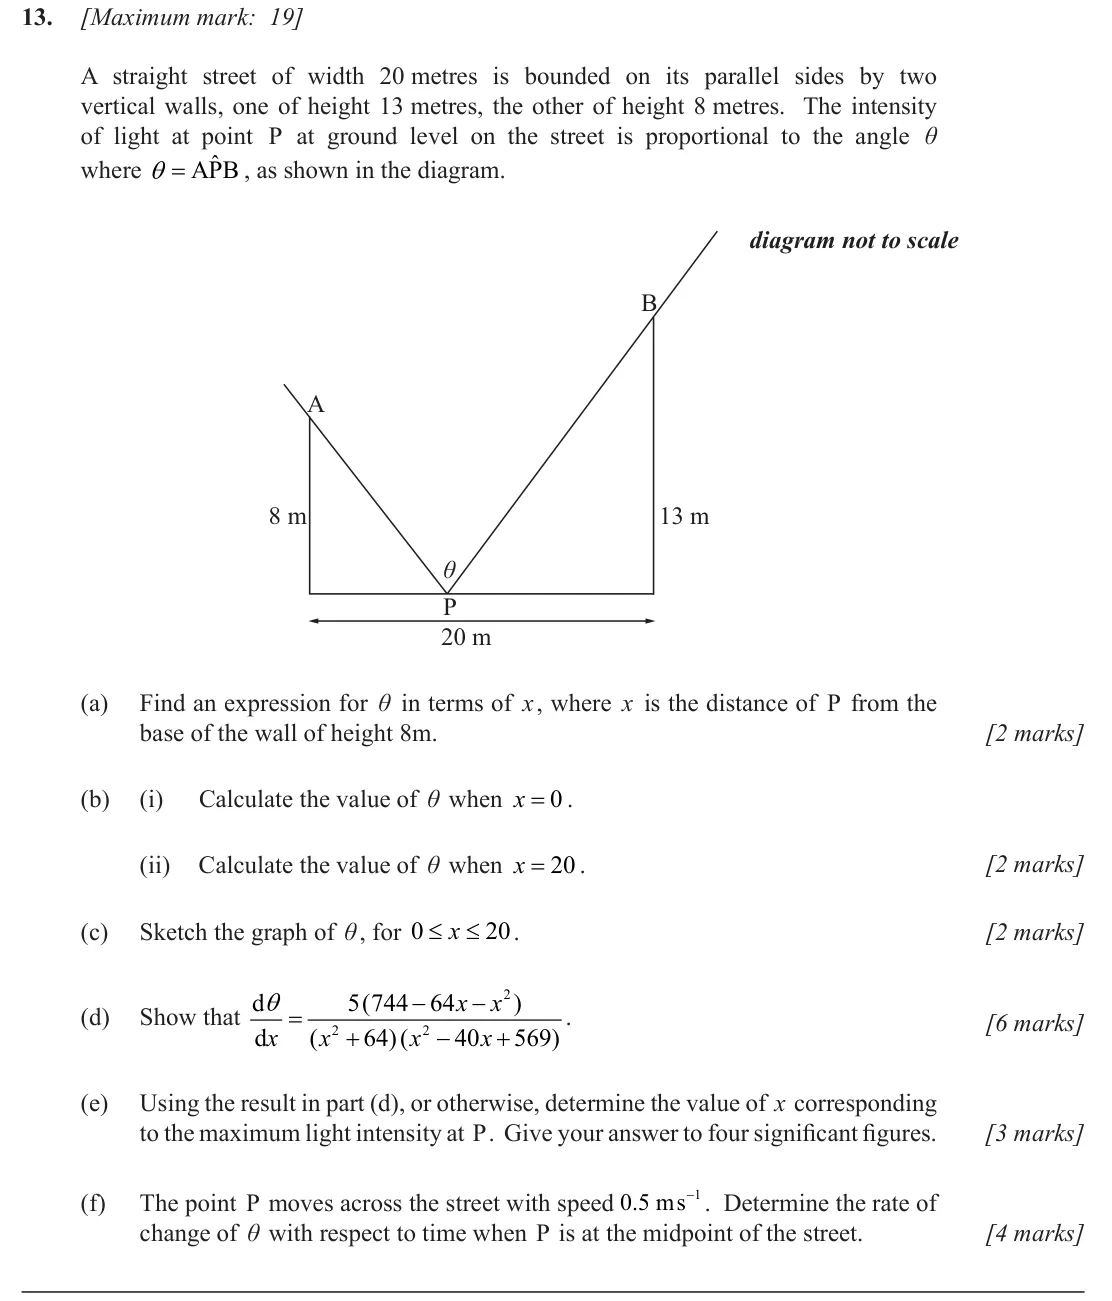 13. [Maximum mark: 19]
A straight street of width 20 metres is bounded on its parallel sides by two
vertical walls, one of height 13 metres, the other of height 8 metres. The intensity
of light at point P at ground level on the street is proportional to the angle θ
where θ = AP̂B, as shown in the diagram.
diagram not to scale
B
A
8 m
13 m
θ
P
20 m
(a) Find an expression for θ in terms of x, where x is the distance of P from the
base of the wall of height 8m. [2 marks]
(b) (i) Calculate the value of θ when x = 0.
(ii) Calculate the value of θ when x = 20. [2 marks]
(c) Sketch the graph of θ, for 0 ≤ x ≤ 20. [2 marks]
(d) Show that dθ/dx = 5(744 − 64x − x²)/((x² + 64)(x² − 40x + 569)). [6 marks]
(e) Using the result in part (d), or otherwise, determine the value of x corresponding
to the maximum light intensity at P. Give your answer to four significant figures. [3 marks]
(f) The point P moves across the street with speed 0.5 ms⁻¹. Determine the rate of
change of θ with respect to time when P is at the midpoint of the street. [4 marks]